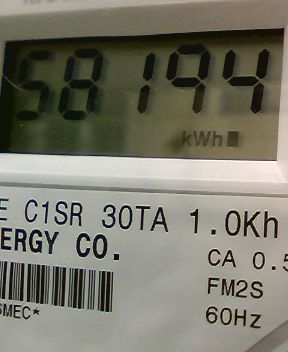 58194
kWh
E C1SR 30TA 1.0Kh
ERGY CO.
CA 0.5
FM2S
SMEC*
60Hz